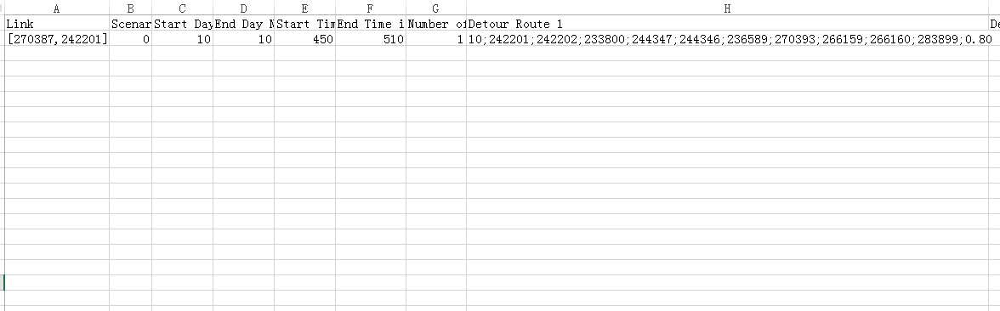 A B C D E F G H
Link Scenar Start Day End Day N Start Tim End Time i Number of Detour Route 1 De
[270387,242201] 0 10 10 450 510 1 10;242201;242202;233800;244347;244346;236589;270393;266159;266160;283899;0.80